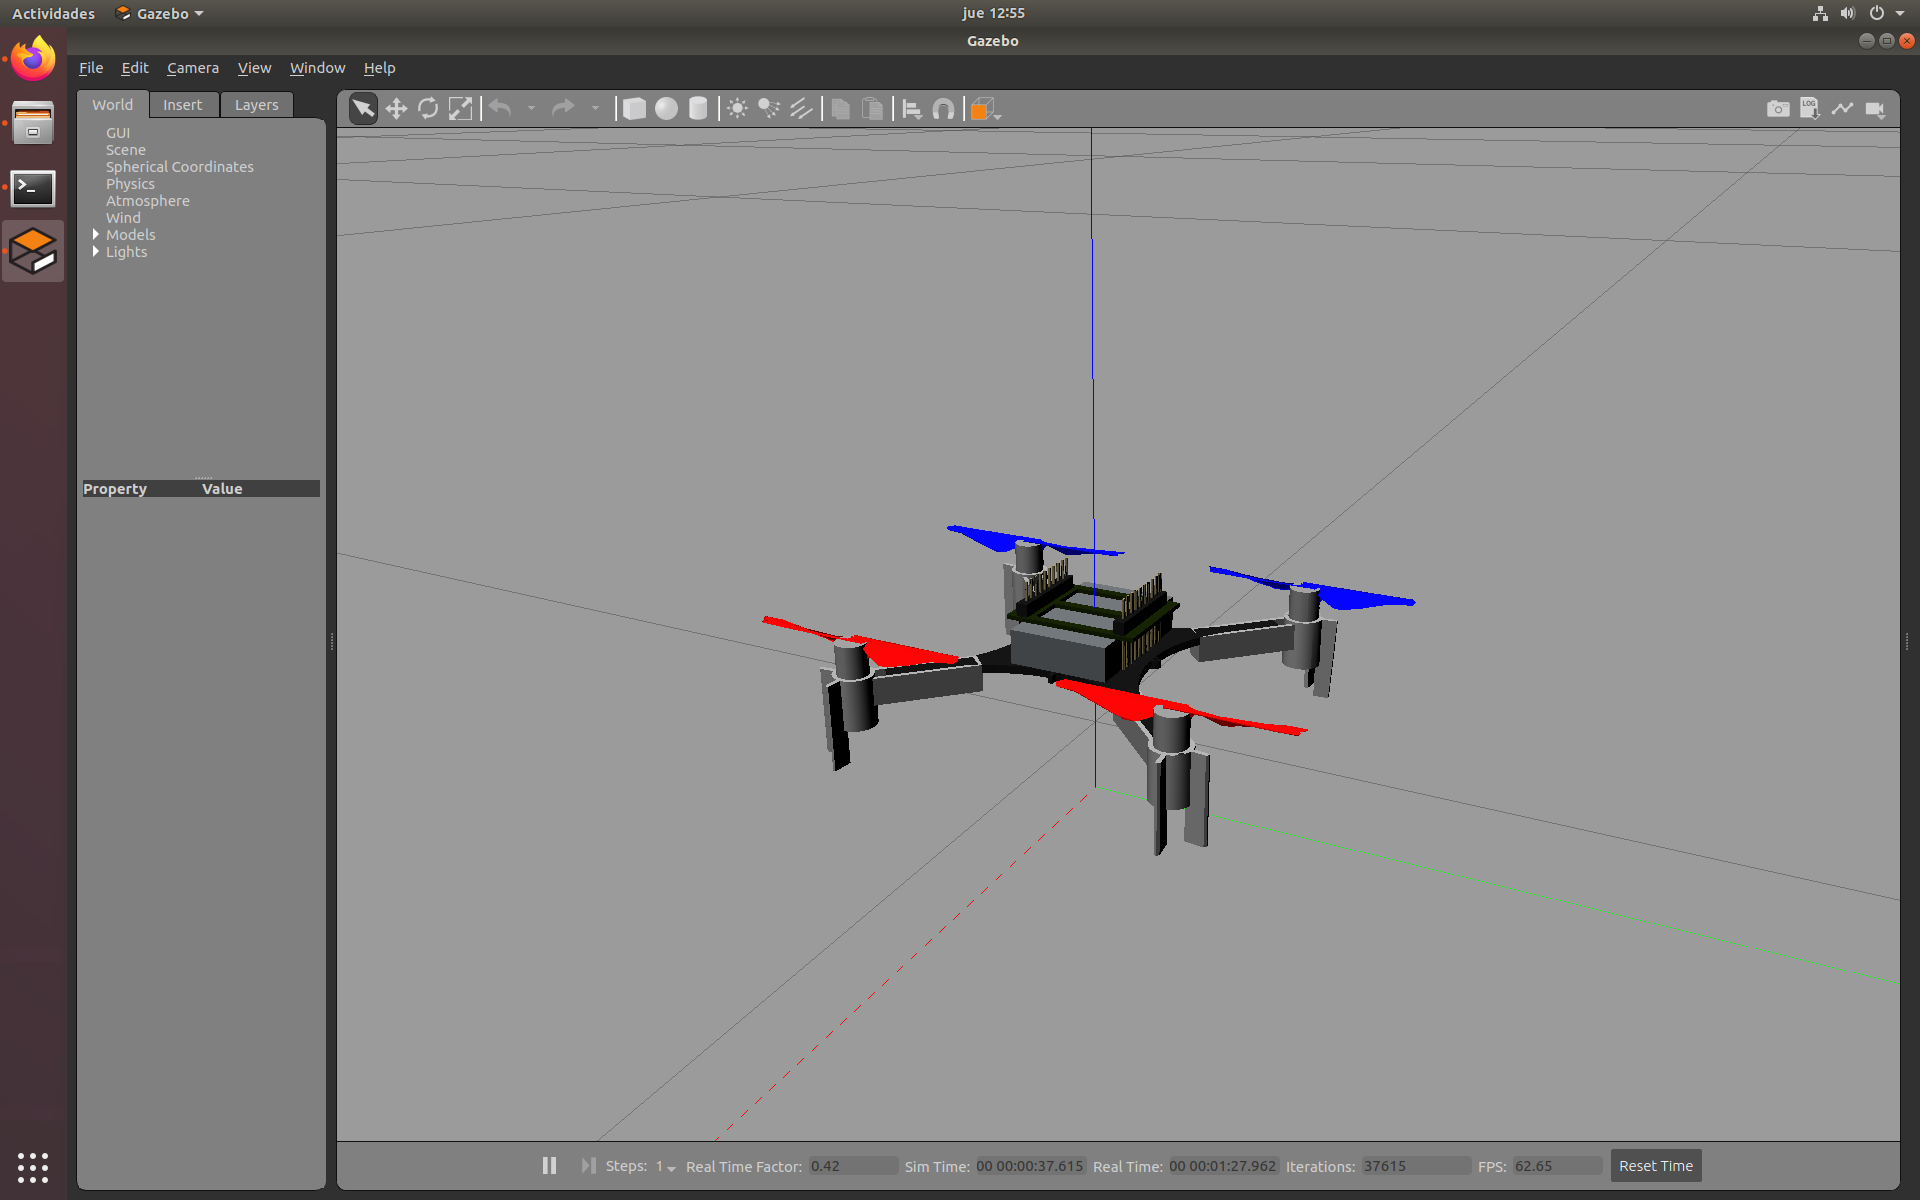 Actividades Gazebo jue 12:55
Gazebo
File Edit Camera View Window Help
World Insert Layers
LOG
GUI
Scene
Spherical Coordinates
Physics
Atmosphere
Wind
Models
Lights
Property Value
Steps: 1 Real Time Factor: 0.42 Sim Time: 00 00:00:37.615 Real Time: 00 00:01:27.962 Iterations: 37615 FPS: 62.65 Reset Time